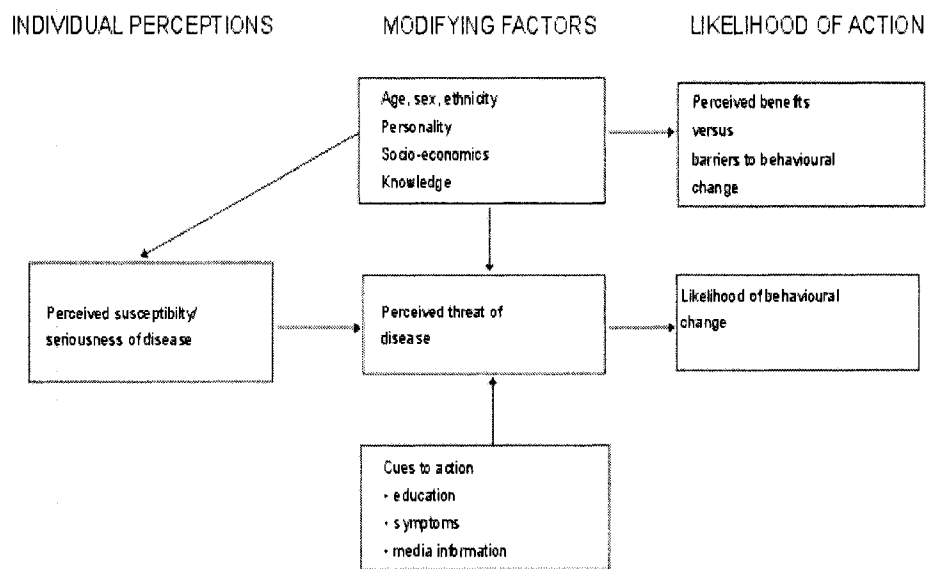 INDIVIDUAL PERCEPTIONS
MODIFYING FACTORS
LIKELIHOOD OF ACTION
Age, sex, ethnicity
Personality
Socio-economics
Knowledge
Perceived benefits
versus
barriers to behavioural
change
Perceived susceptibilty/
seriousness of disease
Perceived threat of
disease
Likelihood of behavioural
change
Cues to action
• education
• symptoms
• media information